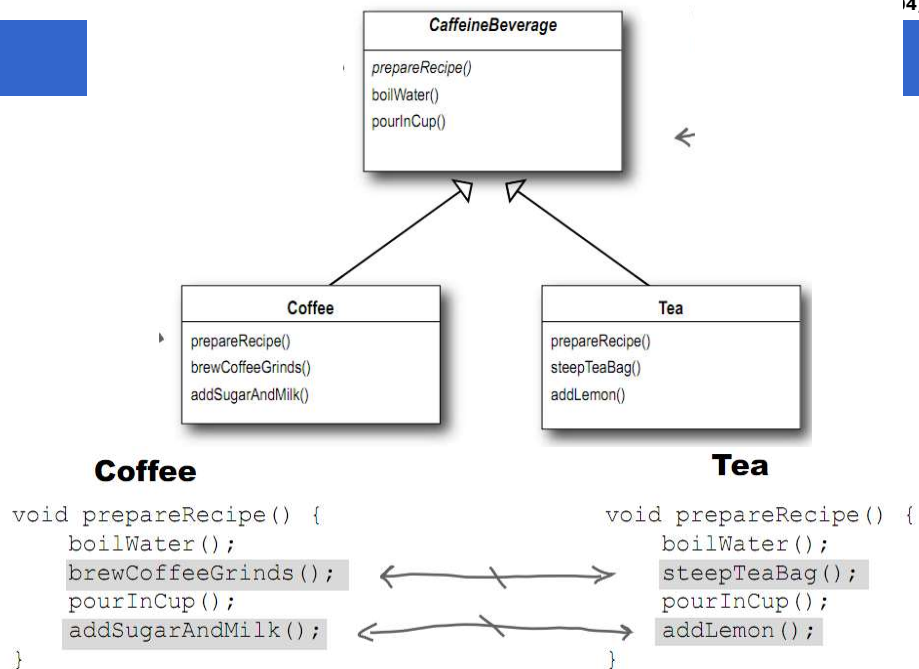 CaffeineBeverage
prepareRecipe()
boilWater()
pourInCup()
Coffee
prepareRecipe()
brewCoffeeGrinds()
addSugarAndMilk()
Tea
prepareRecipe()
steepTeaBag()
addLemon()
Coffee
void prepareRecipe() {
boilWater();
brewCoffeeGrinds();
pourInCup();
addSugarAndMilk();
}
Tea
void prepareRecipe() {
boilWater();
steepTeaBag();
pourInCup();
addLemon();
}